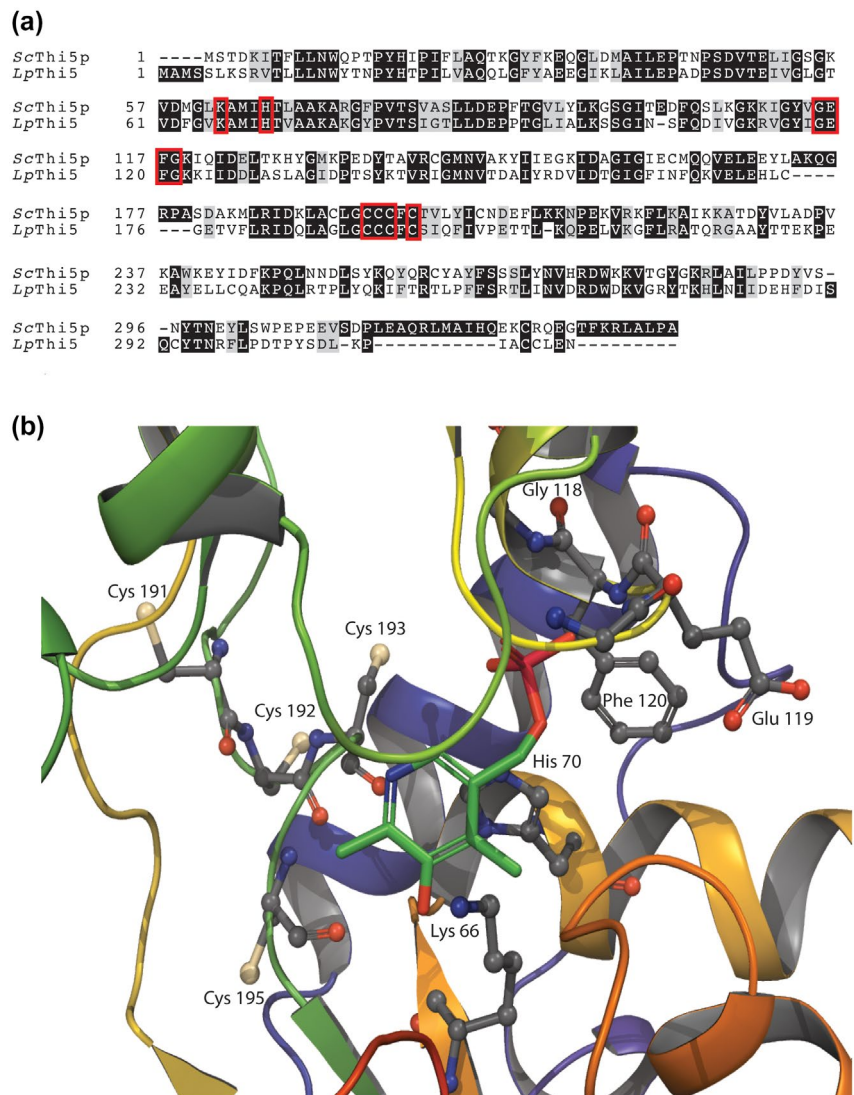 (a)
ScThi5p 1 ----MSTDKITFLLNWQPTPYHIPIFLAQTKGYFKEQGLDMAILEPTNPSDVTELIGSGK
LpThi5 1 MAMSSLKSRVTLLLNWYTNPYHTPILVAQQLGFYAEEGIKLAILEPADPSDVTEIVGLGT
ScThi5p 57 VDMGLKAMIHTLAAKARGFPVTSVASLLDEPFTGVLYLKGSGITEDFQSLKGKKIGYVGE
LpThi5 61 VDFGVKAMIHTVAAKAKGYPVTSIGTLLDEPPTGLIALKSSGIN-SFQDIVGKRVGYIGE
ScThi5p 117 FGKIQIDELTKHYGMKPEDYTAVRCGMNVAKYIIEGKIDAGIGIECMQQVELEEYLAKQG
LpThi5 120 FGKKIIDDLASLAGIDPTSYKTVRIGMNVTDAIYRDVIDTGIGFINFQKVELEHLC----
ScThi5p 177 RPASDAKMLRIDKLACLGCCCFCTVLYICNDEFLKKNPEKVRKFLKAIKKATDYVLADPV
LpThi5 176 ---GETVFLRIDQLAGLGCCCFCSIQFIVPETTL-KQPELVKGFLRATQRGAAYTTEKPE
ScThi5p 237 KAWKEYIDFKPQLNNDLSYKQYQRCYAYFSSSLYNVHRDWKKVTGYGKRLAILPPDYVS-
LpThi5 232 EAYELLCQAKPQLRTPLYQKIFTRTLPFFSRTLINVDRDWDKVGRYTKHLNIIDEHFDIS
ScThi5p 296 -NYTNEYLSWPEPEEVSDPLEAQRLMAIHQEKCRQEGTFKRLALPA
LpThi5 292 QCYTNRFLPDTPYSDL-KP------------IACCLEN---------
(b)
Gly 118
Cys 191
Cys 193
Phe 120
Cys 192
Glu 119
His 70
Lys 66
Cys 195